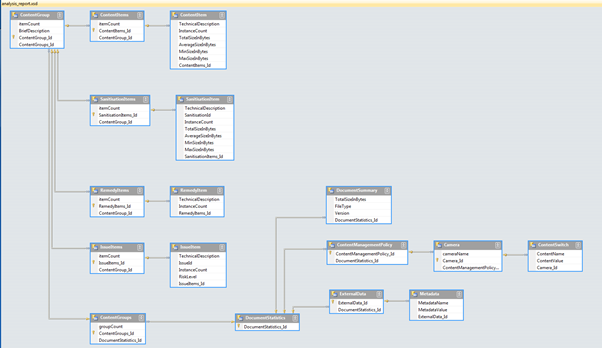 analysis_report.xsd
ContentGroup
itemCount
BriefDescription
ContentGroup_Id
ContentGroups_Id
ContentItems
itemCount
ContentItems_Id
ContentGroup_Id
ContentItem
TechnicalDescription
InstanceCount
TotalSizeInBytes
AverageSizeInBytes
MinSizeInBytes
MaxSizeInBytes
ContentItems_Id
SanitisationItems
itemCount
SanitisationItems_Id
ContentGroup_Id
SanitisationItem
TechnicalDescription
SanitisationId
InstanceCount
TotalSizeInBytes
AverageSizeInBytes
MinSizeInBytes
MaxSizeInBytes
SanitisationItems_Id
RemedyItems
itemCount
RemedyItems_Id
ContentGroup_Id
RemedyItem
TechnicalDescription
InstanceCount
RemedyItems_Id
IssueItems
itemCount
IssueItems_Id
ContentGroup_Id
IssueItem
TechnicalDescription
IssueId
InstanceCount
RiskLevel
IssueItems_Id
DocumentSummary
TotalSizeInBytes
FileType
Version
DocumentStatistics_Id
ContentManagementPolicy
ContentManagementPolicy_Id
DocumentStatistics_Id
Camera
cameraName
Camera_Id
ContentManagementPolicy...
ContentSwitch
ContentName
ContentValue
Camera_Id
ExternalData
ExternalData_Id
DocumentStatistics_Id
Metadata
MetadataName
MetadataValue
ExternalData_Id
ContentGroups
groupCount
ContentGroups_Id
DocumentStatistics_Id
DocumentStatistics
DocumentStatistics_Id